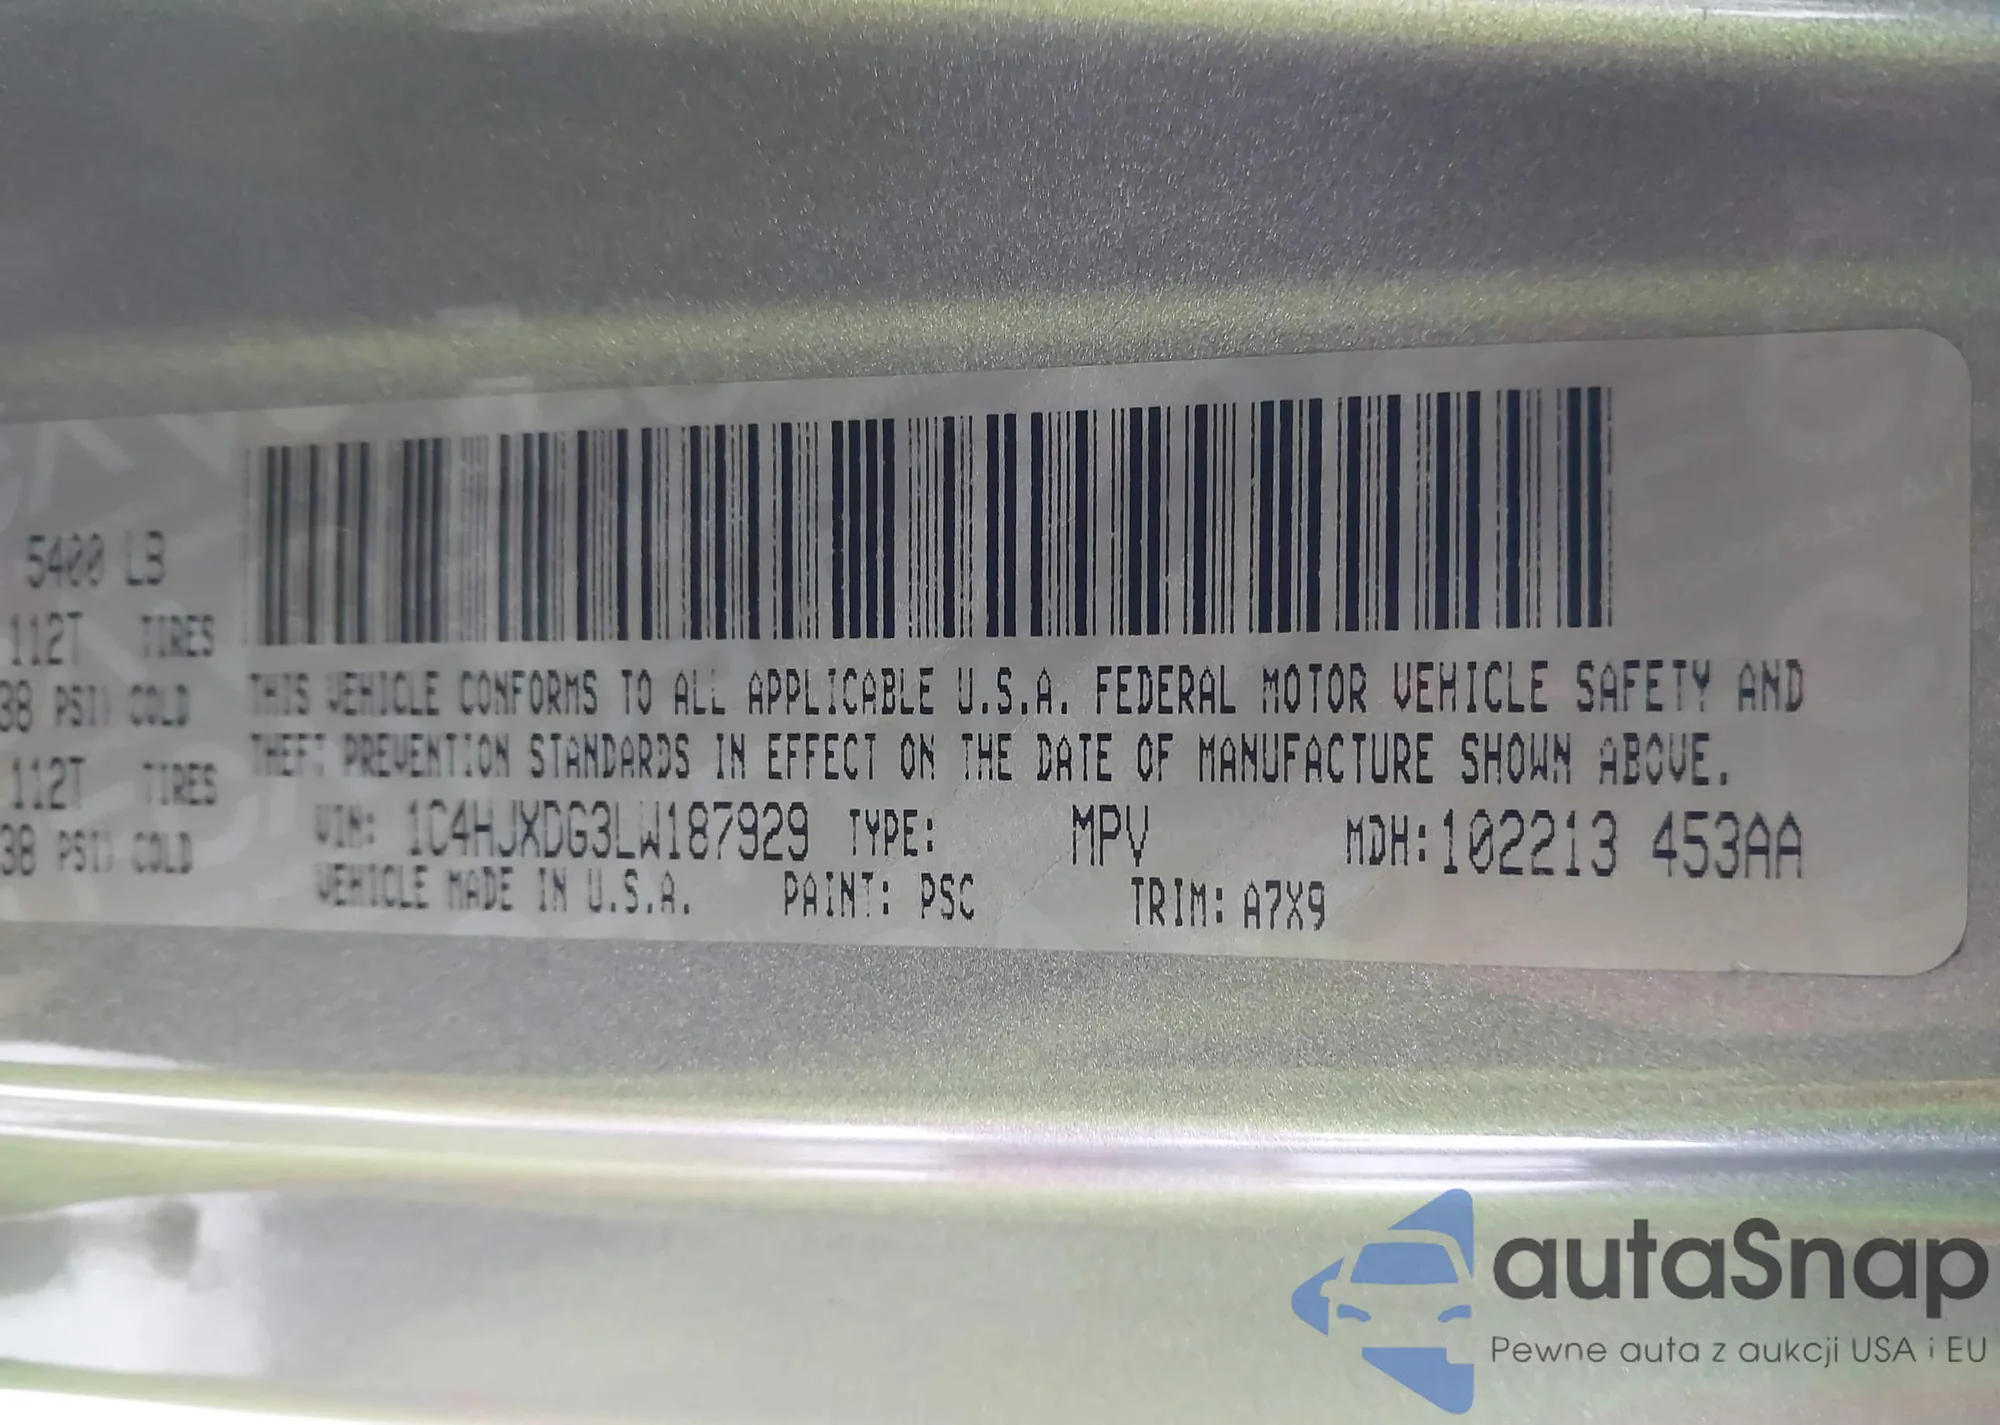 5400 LB
112T TIRES
38 PSI) COLD
112T TIRES
38 PSI) COLD
THIS VEHICLE CONFORMS TO ALL APPLICABLE U.S.A. FEDERAL MOTOR VEHICLE SAFETY AND
THEFT PREVENTION STANDARDS IN EFFECT ON THE DATE OF MANUFACTURE SHOWN ABOVE.
VIN: 1C4HJXDG3LW187929 TYPE: MPV MDH:102213 453AA
VEHICLE MADE IN U.S.A. PAINT: PSC TRIM: A7X9
autaSnap
Pewne auta z aukcji USA i EU